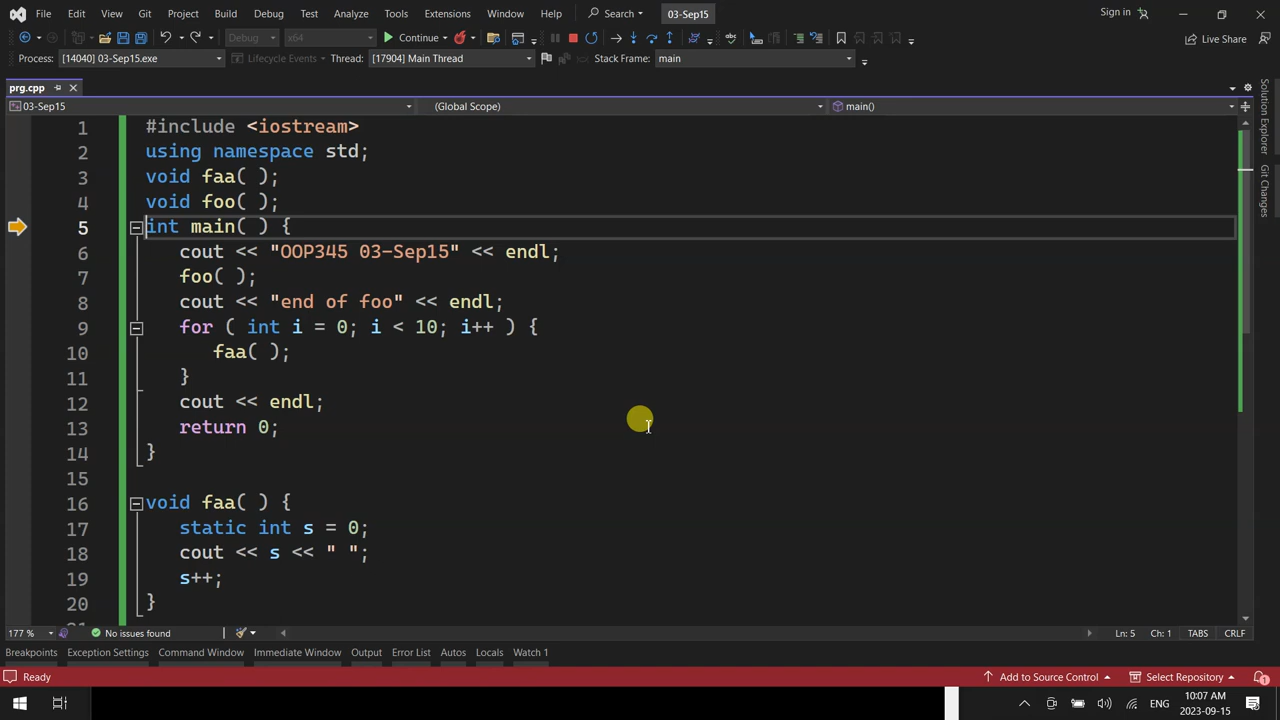 File Edit View Git Project Build Debug Test Analyze Tools Extensions Window Help Search 03-Sep15 Sign in
Debug x64 Continue Live Share
Process: [14040] 03-Sep15.exe Lifecycle Events Thread: [17904] Main Thread Stack Frame: main
prg.cpp
03-Sep15 (Global Scope) main()
1 #include <iostream>
2 using namespace std;
3 void faa( );
4 void foo( );
5 int main( ) {
6 cout << "OOP345 03-Sep15" << endl;
7 foo( );
8 cout << "end of foo" << endl;
9 for ( int i = 0; i < 10; i++ ) {
10 faa( );
11 }
12 cout << endl;
13 return 0;
14 }
15
16 void faa( ) {
17 static int s = 0;
18 cout << s << " ";
19 s++;
20 }
Solution Explorer
Git Changes
177 % No issues found Ln: 5 Ch: 1 TABS CRLF
Breakpoints Exception Settings Command Window Immediate Window Output Error List Autos Locals Watch 1
Ready Add to Source Control Select Repository 1
ENG 10:07 AM
2023-09-15